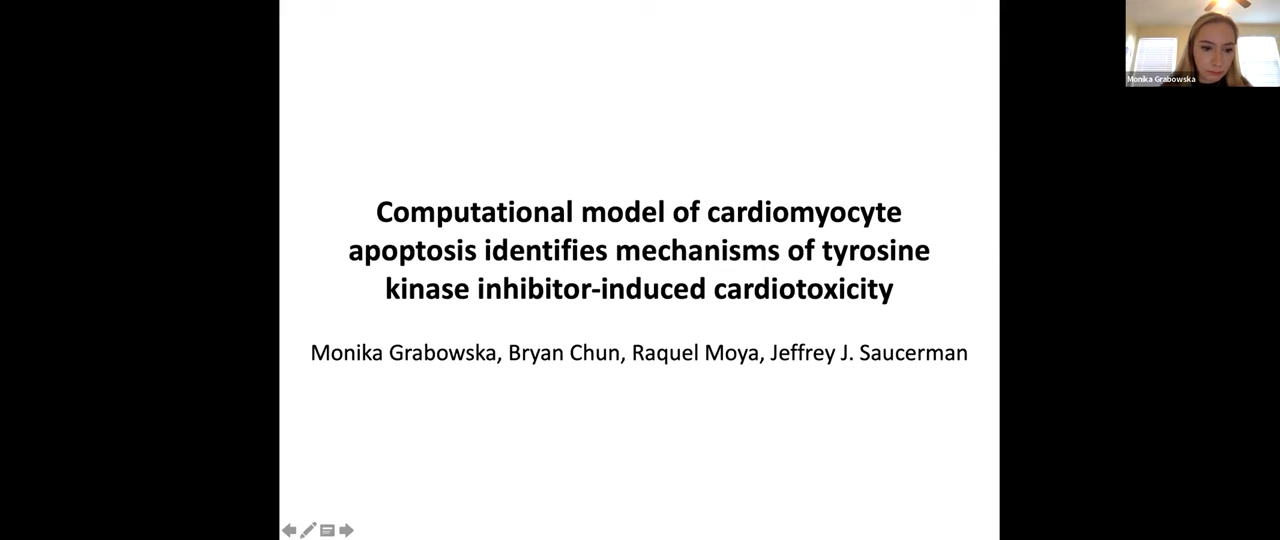 Monika Grabowska
Computational model of cardiomyocyte
apoptosis identifies mechanisms of tyrosine
kinase inhibitor-induced cardiotoxicity
Monika Grabowska, Bryan Chun, Raquel Moya, Jeffrey J. Saucerman